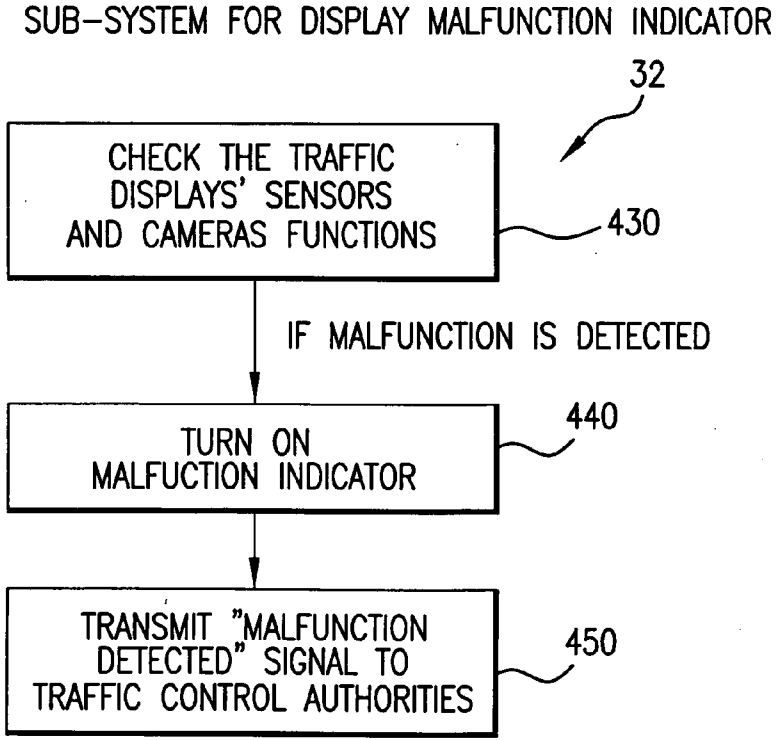 SUB-SYSTEM FOR DISPLAY MALFUNCTION INDICATOR
32
CHECK THE TRAFFIC
DISPLAYS' SENSORS
AND CAMERAS FUNCTIONS
430
IF MALFUNCTION IS DETECTED
TURN ON
MALFUCTION INDICATOR
440
TRANSMIT "MALFUNCTION
DETECTED" SIGNAL TO
TRAFFIC CONTROL AUTHORITIES
450